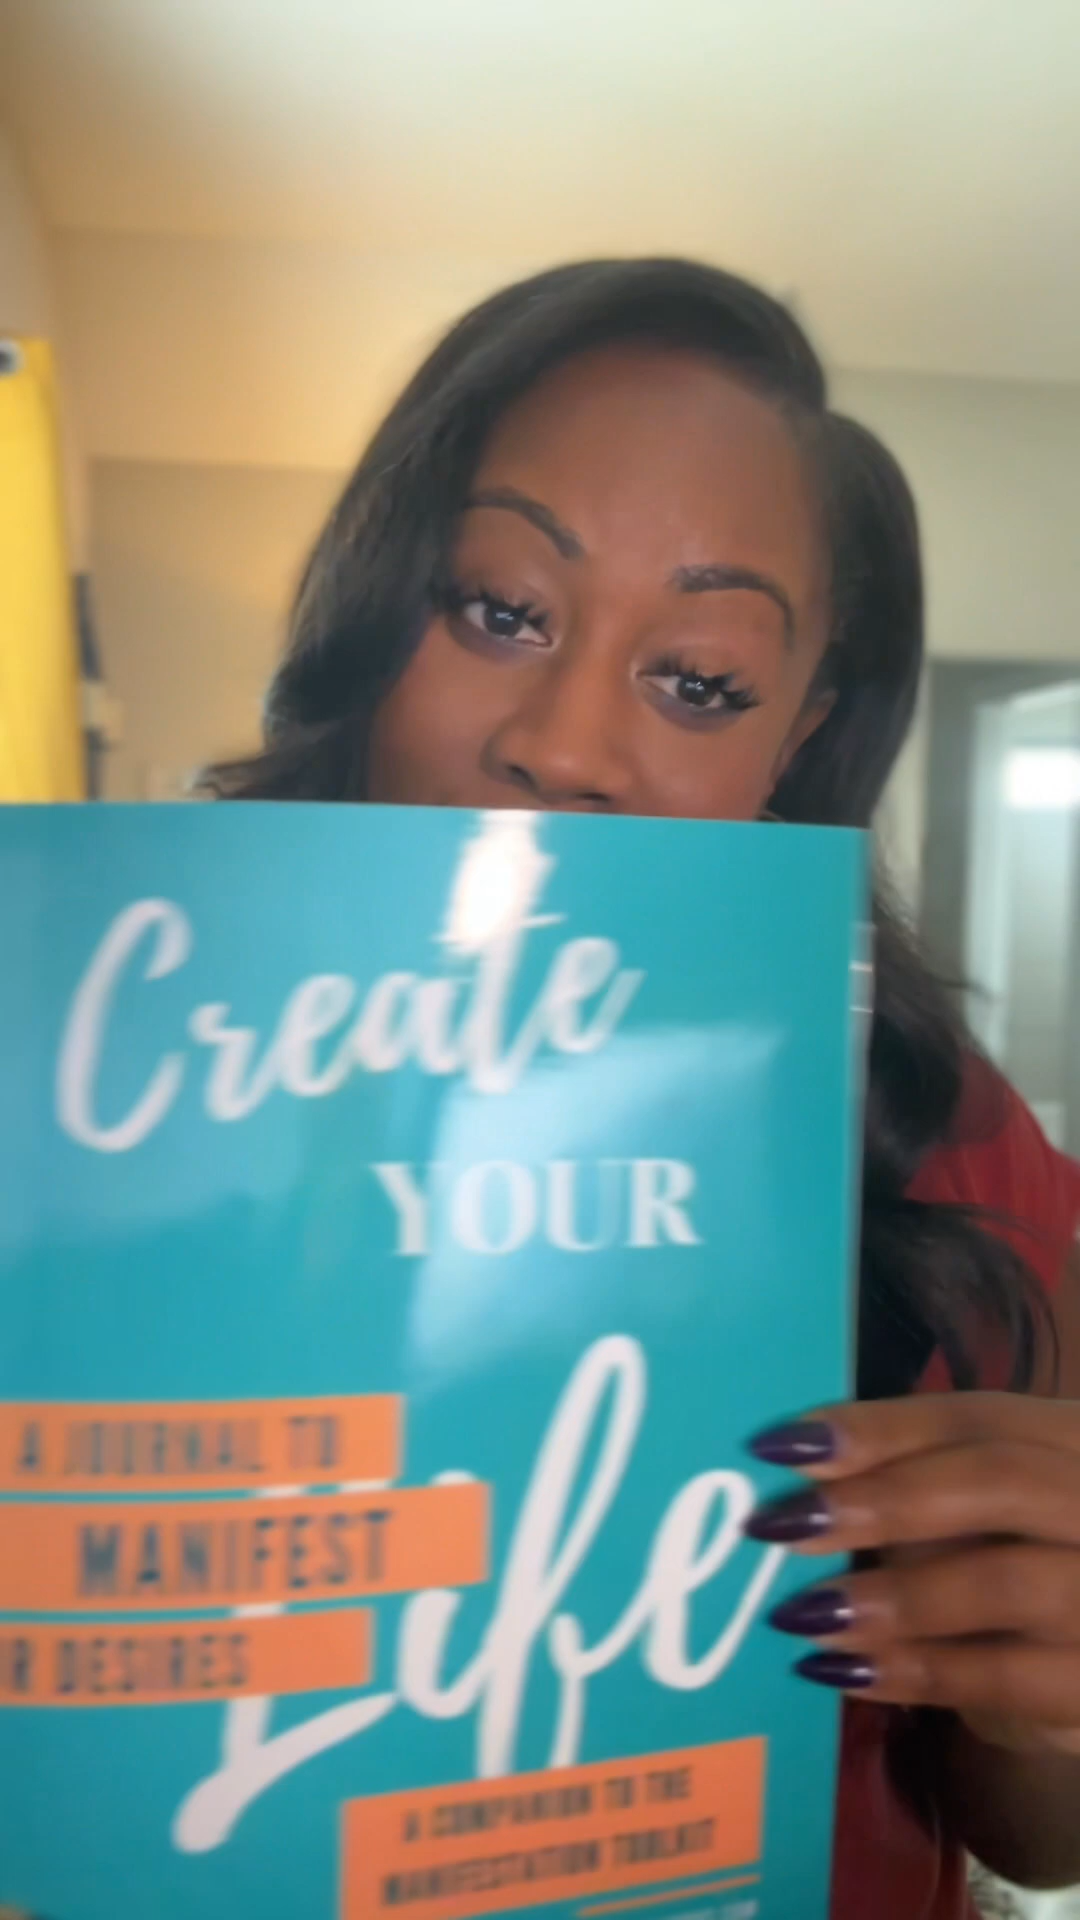 Create
YOUR
Life
A JOURNAL TO
MANIFEST
R DESIRES
A COMPANION TO THE
MANIFESTATION TOOLKIT